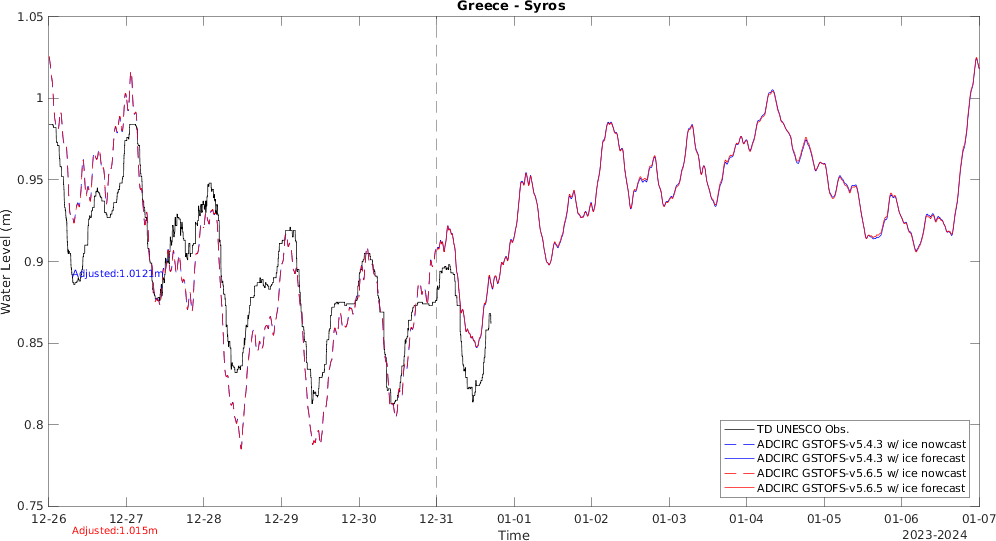 Greece - Syros
1.05
1
0.95
0.9
0.85
0.8
0.75
Water Level (m)
Adjusted:1.0121m
Adjusted:1.015m
TD UNESCO Obs.
ADCIRC GSTOFS-v5.4.3 w/ ice nowcast
ADCIRC GSTOFS-v5.4.3 w/ ice forecast
ADCIRC GSTOFS-v5.6.5 w/ ice nowcast
ADCIRC GSTOFS-v5.6.5 w/ ice forecast
12-26 12-27 12-28 12-29 12-30 12-31 01-01 01-02 01-03 01-04 01-05 01-06 01-07
Time
2023-2024